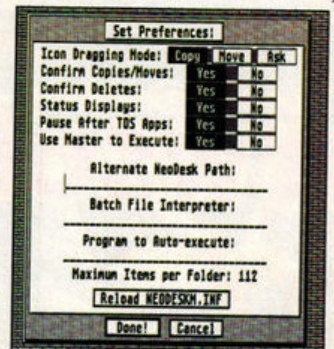 Set Preferences:
Icon Dragging Mode: Copy Move Ask
Confirm Copies/Moves: Yes No
Confirm Deletes: Yes No
Status Displays: Yes No
Pause After TOS Apps: Yes No
Use Master to Execute: Yes No
Alternate NeoDesk Path:
Batch File Interpreter:
Program to Auto-execute:
Maximum Items per Folder: 112
Reload NEODESKM.INF
Done! Cancel